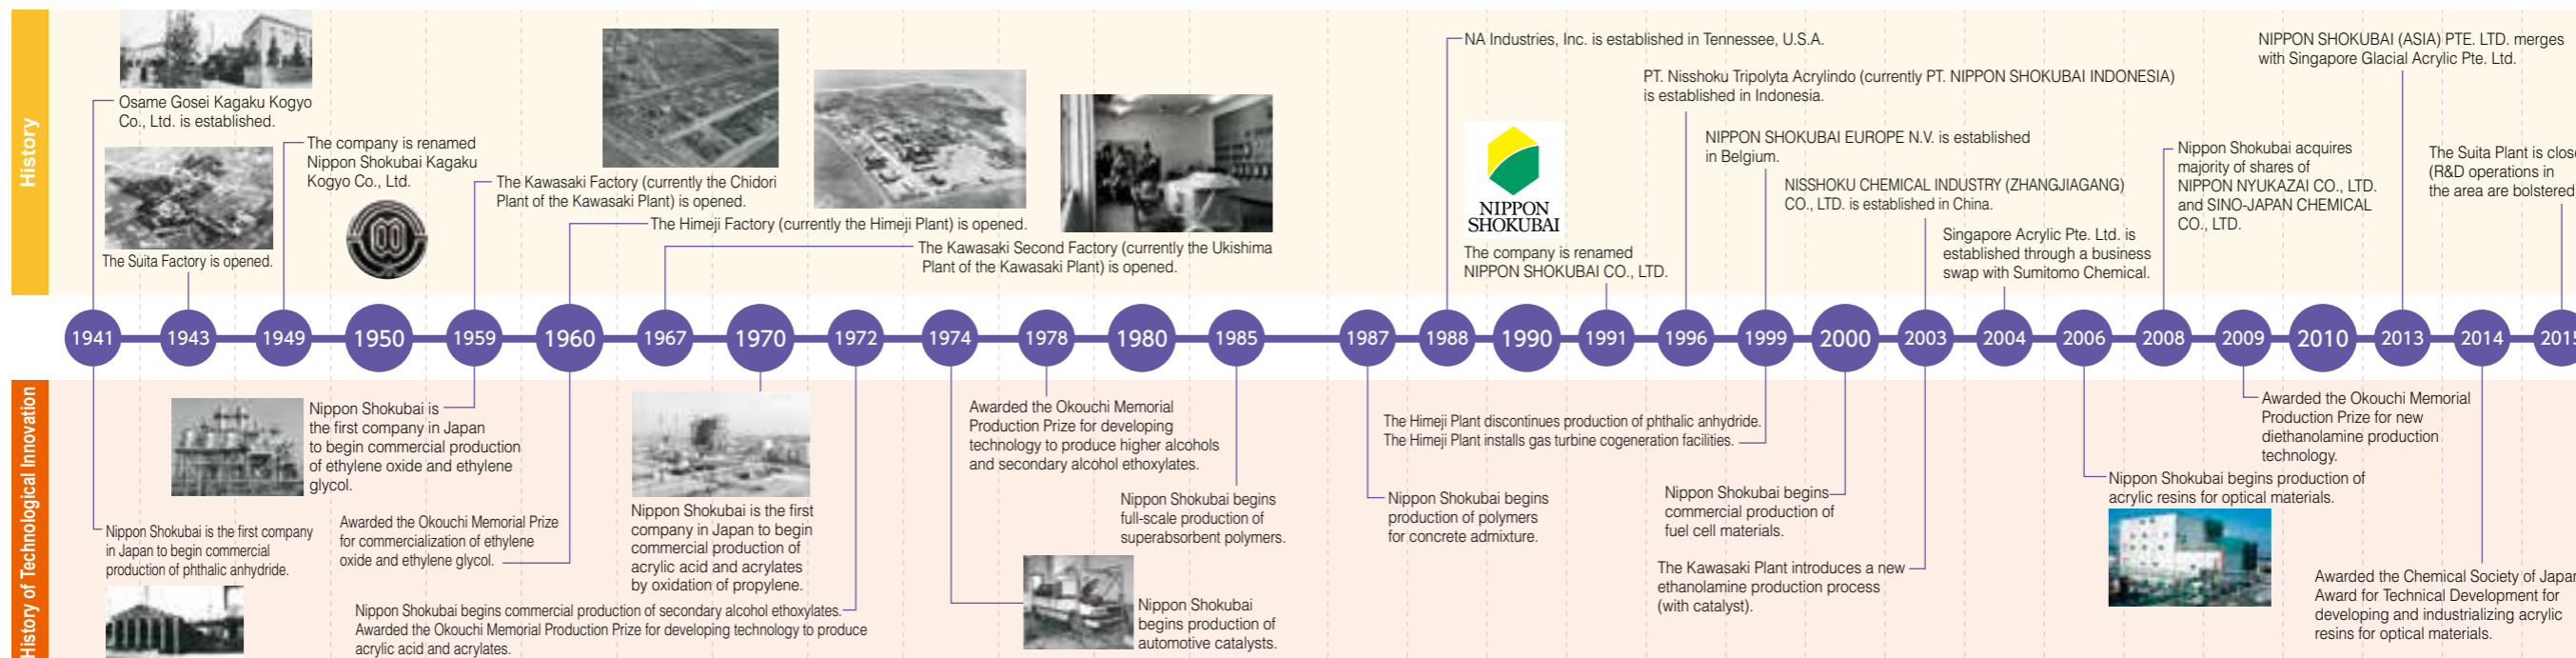 History
Osame Gosei Kagaku Kogyo
Co., Ltd. is established.
The Suita Factory is opened.
The company is renamed
Nippon Shokubai Kagaku
Kogyo Co., Ltd.
The Kawasaki Factory (currently the Chidori
Plant of the Kawasaki Plant) is opened.
The Himeji Factory (currently the Himeji Plant) is opened.
The Kawasaki Second Factory (currently the Ukishima
Plant of the Kawasaki Plant) is opened.
NA Industries, Inc. is established in Tennessee, U.S.A.
NIPPON
SHOKUBAI
The company is renamed
NIPPON SHOKUBAI CO., LTD.
PT. Nisshoku Tripolyta Acrylindo (currently PT. NIPPON SHOKUBAI INDONESIA)
is established in Indonesia.
NIPPON SHOKUBAI EUROPE N.V. is established
in Belgium.
NISSHOKU CHEMICAL INDUSTRY (ZHANGJIAGANG)
CO., LTD. is established in China.
Singapore Acrylic Pte. Ltd. is
established through a business
swap with Sumitomo Chemical.
Nippon Shokubai acquires
majority of shares of
NIPPON NYUKAZAI CO., LTD.
and SINO-JAPAN CHEMICAL
CO., LTD.
NIPPON SHOKUBAI (ASIA) PTE. LTD. merges
with Singapore Glacial Acrylic Pte. Ltd.
The Suita Plant is close
(R&D operations in
the area are bolstered
1941 1943 1949 1950 1959 1960 1967 1970 1972 1974 1978 1980 1985 1987 1988 1990 1991 1996 1999 2000 2003 2004 2006 2008 2009 2010 2013 2014 2015
History of Technological Innovation
Nippon Shokubai is the first company
in Japan to begin commercial
production of phthalic anhydride.
Nippon Shokubai is
the first company in Japan
to begin commercial production
of ethylene oxide and ethylene
glycol.
Awarded the Okouchi Memorial Prize
for commercialization of ethylene
oxide and ethylene glycol.
Nippon Shokubai is the first
company in Japan to begin
commercial production of
acrylic acid and acrylates
by oxidation of propylene.
Nippon Shokubai begins commercial production of secondary alcohol ethoxylates.
Awarded the Okouchi Memorial Production Prize for developing technology to produce
acrylic acid and acrylates.
Nippon Shokubai
begins production of
automotive catalysts.
Awarded the Okouchi Memorial
Production Prize for developing
technology to produce higher alcohols
and secondary alcohol ethoxylates.
Nippon Shokubai begins
full-scale production of
superabsorbent polymers.
Nippon Shokubai begins
production of polymers
for concrete admixture.
The Himeji Plant discontinues production of phthalic anhydride.
The Himeji Plant installs gas turbine cogeneration facilities.
Nippon Shokubai begins
commercial production of
fuel cell materials.
The Kawasaki Plant introduces a new
ethanolamine production process
(with catalyst).
Nippon Shokubai begins production of
acrylic resins for optical materials.
Awarded the Okouchi Memorial
Production Prize for new
diethanolamine production
technology.
Awarded the Chemical Society of Japan
Award for Technical Development for
developing and industrializing acrylic
resins for optical materials.